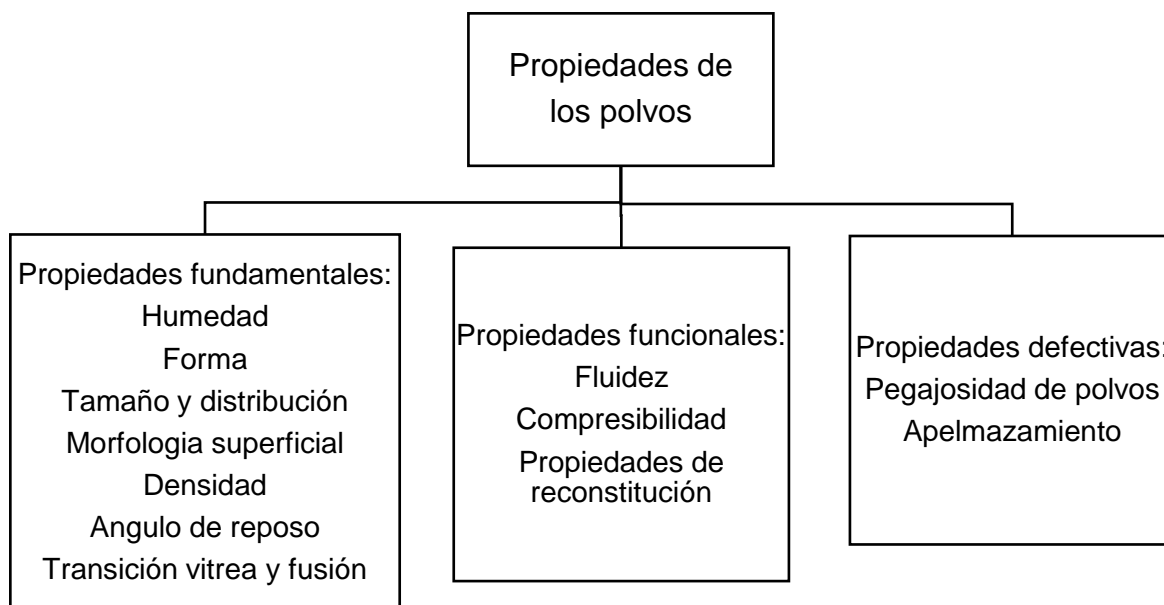 Propiedades de
los polvos
Propiedades fundamentales:
Humedad
Forma
Tamaño y distribución
Morfologia superficial
Densidad
Angulo de reposo
Transición vitrea y fusión
Propiedades funcionales:
Fluidez
Compresibilidad
Propiedades de
reconstitución
Propiedades defectivas:
Pegajosidad de polvos
Apelmazamiento